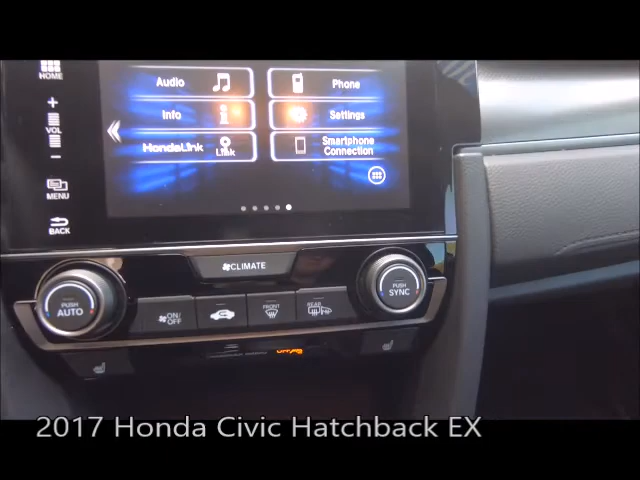 HOME
+
VOL
−
MENU
BACK
Audio
Phone
Info
Settings
HondaLink
Link
Smartphone
Connection
CLIMATE
PUSH
AUTO
ON/
OFF
FRONT
REAR
PUSH
SYNC
2017 Honda Civic Hatchback EX